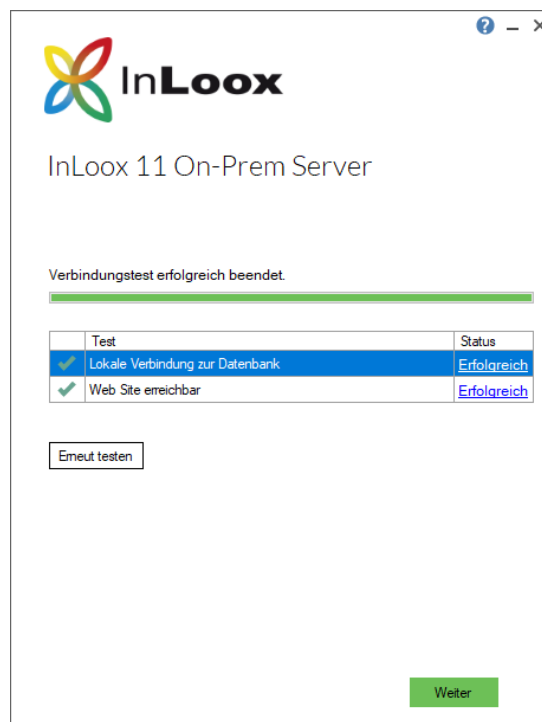 ?
InLoox
InLoox 11 On-Prem Server
Verbindungstest erfolgreich beendet.
Test Status
Lokale Verbindung zur Datenbank Erfolgreich
Web Site erreichbar Erfolgreich
Erneut testen
Weiter